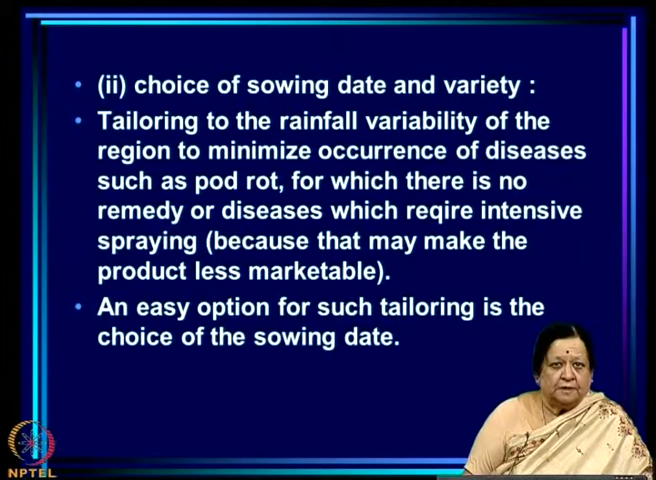 • (ii) choice of sowing date and variety :
• Tailoring to the rainfall variability of the
region to minimize occurrence of diseases
such as pod rot, for which there is no
remedy or diseases which reqire intensive
spraying (because that may make the
product less marketable).
• An easy option for such tailoring is the
choice of the sowing date.
NPTEL